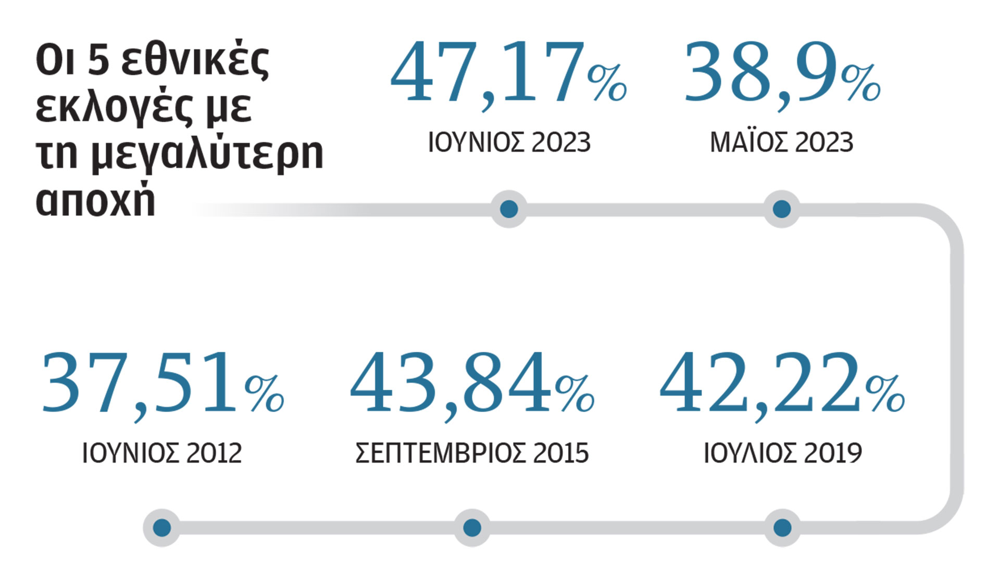 Οι 5 εθνικές
εκλογές με
τη μεγαλύτερη
αποχή
47,17%
ΙΟΥΝΙΟΣ 2023
38,9%
ΜΑΪΟΣ 2023
37,51%
ΙΟΥΝΙΟΣ 2012
43,84%
ΣΕΠΤΕΜΒΡΙΟΣ 2015
42,22%
ΙΟΥΛΙΟΣ 2019